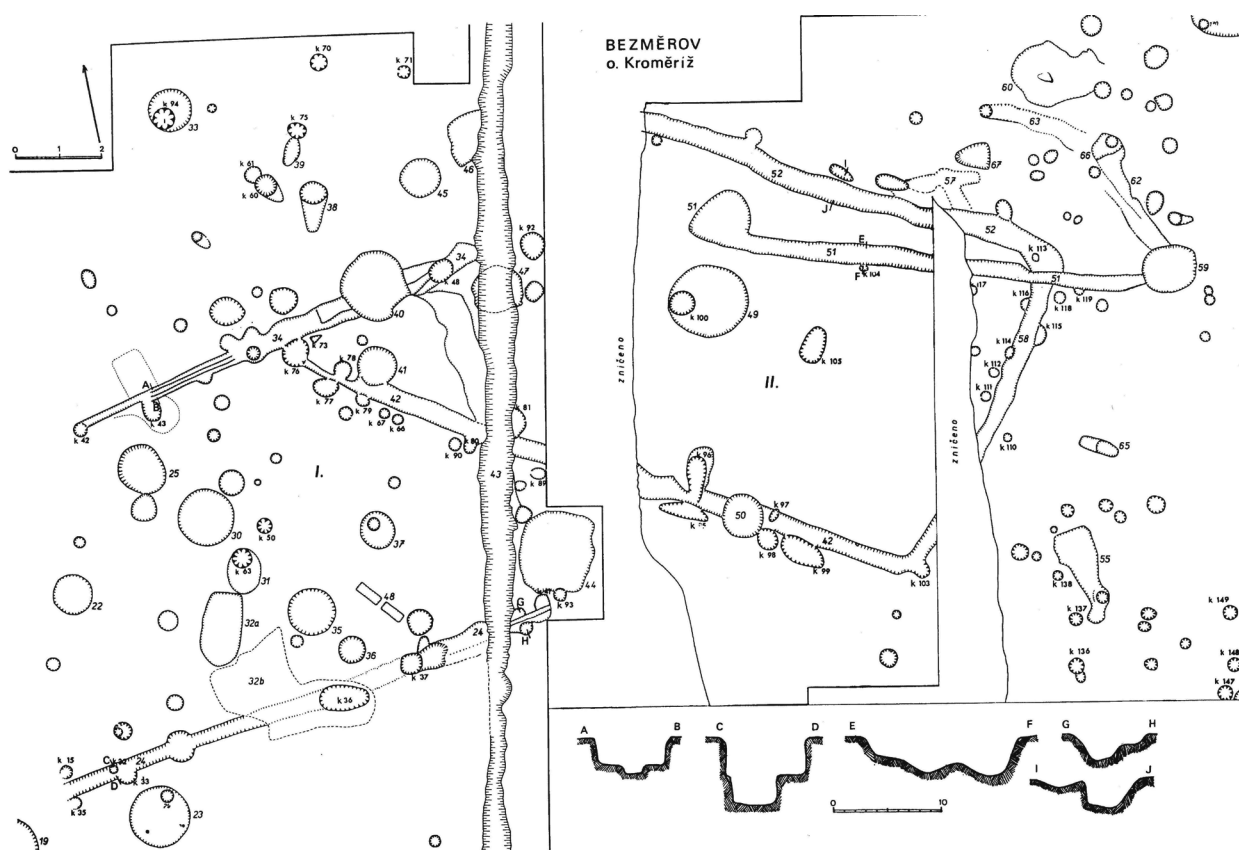 BEZMĚROV
o. Kroměříž
k 70
k 71
k 94
33
0 1 2
k 75
39
k 61
k 60
38
45
46
k 92
34
k 48
47
40
34
k 73
k 76
k 78
41
k 77
k 79
42
k 67
k 66
A
B
k 43
k 42
k 81
k 80
k 90
43
k 89
25
I.
30
k 50
37
k 63
31
22
32a
35
48
36
44
k 93
G
H
24
k 37
32b
k 36
k 15
C
D
24
k 33
k 35
23
19
60
63
66
62
67
57
I
J
52
52
51
E
51
F
k 104
k 113
51
59
k 116
k 118
k 119
k 115
58
k 114
k 112
k 111
k 110
k 100
49
k 105
zničeno
II.
zničeno
65
k 96
50
k 97
k 98
k 99
42
k 103
55
k 138
k 137
k 136
k 149
k 148
k 147
A B C D E F G H
I J
0 10